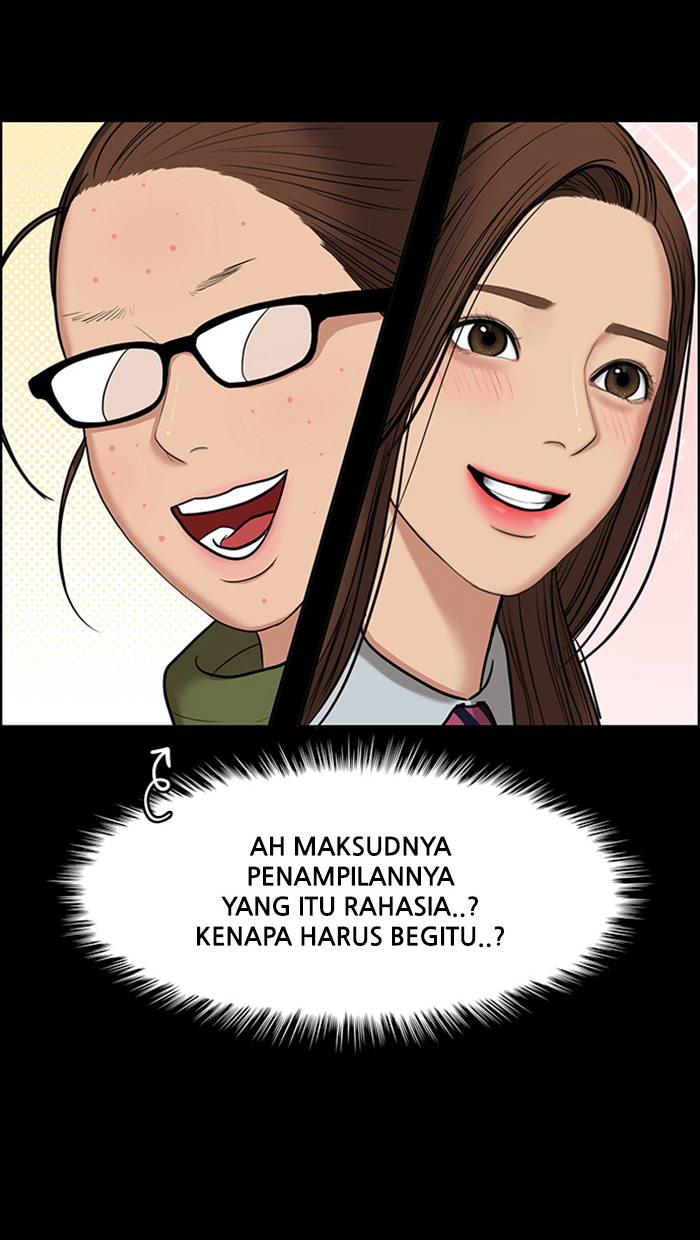 AH MAKSUDNYA
PENAMPILANNYA
YANG ITU RAHASIA..?
KENAPA HARUS BEGITU..?